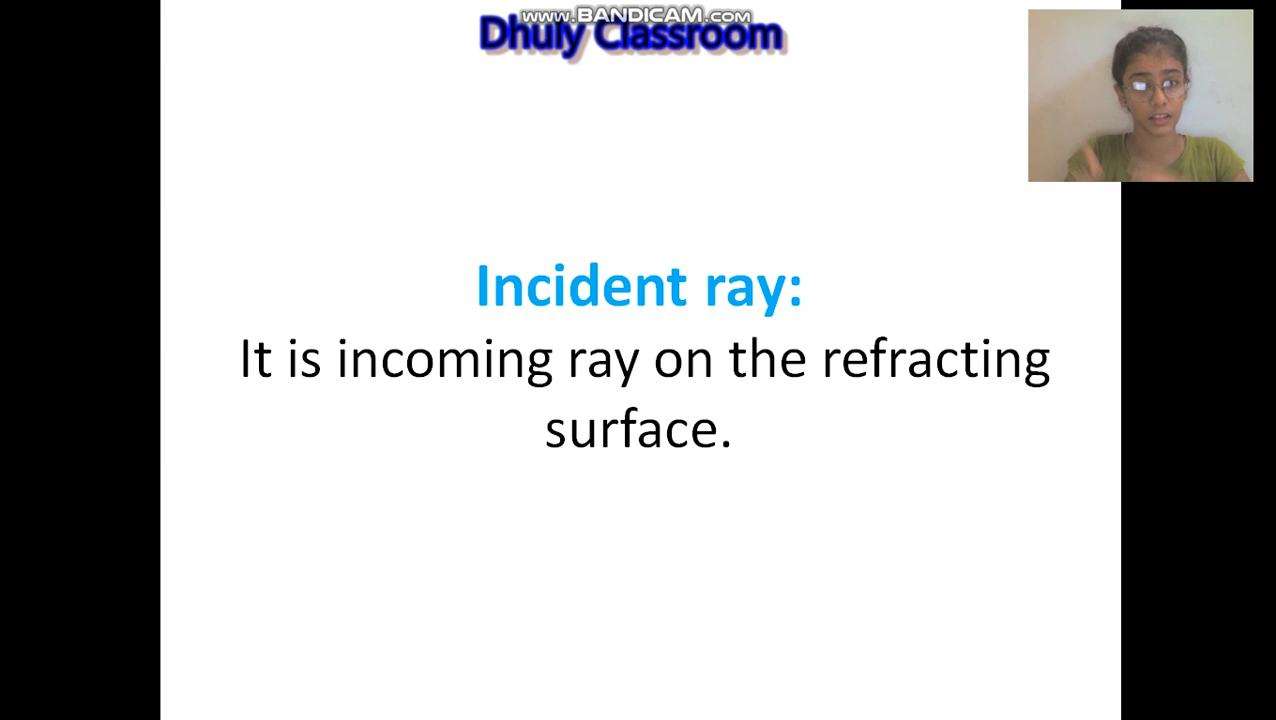 www.BANDICAM.com
Dhuly Classroom
Incident ray:
It is incoming ray on the refracting
surface.